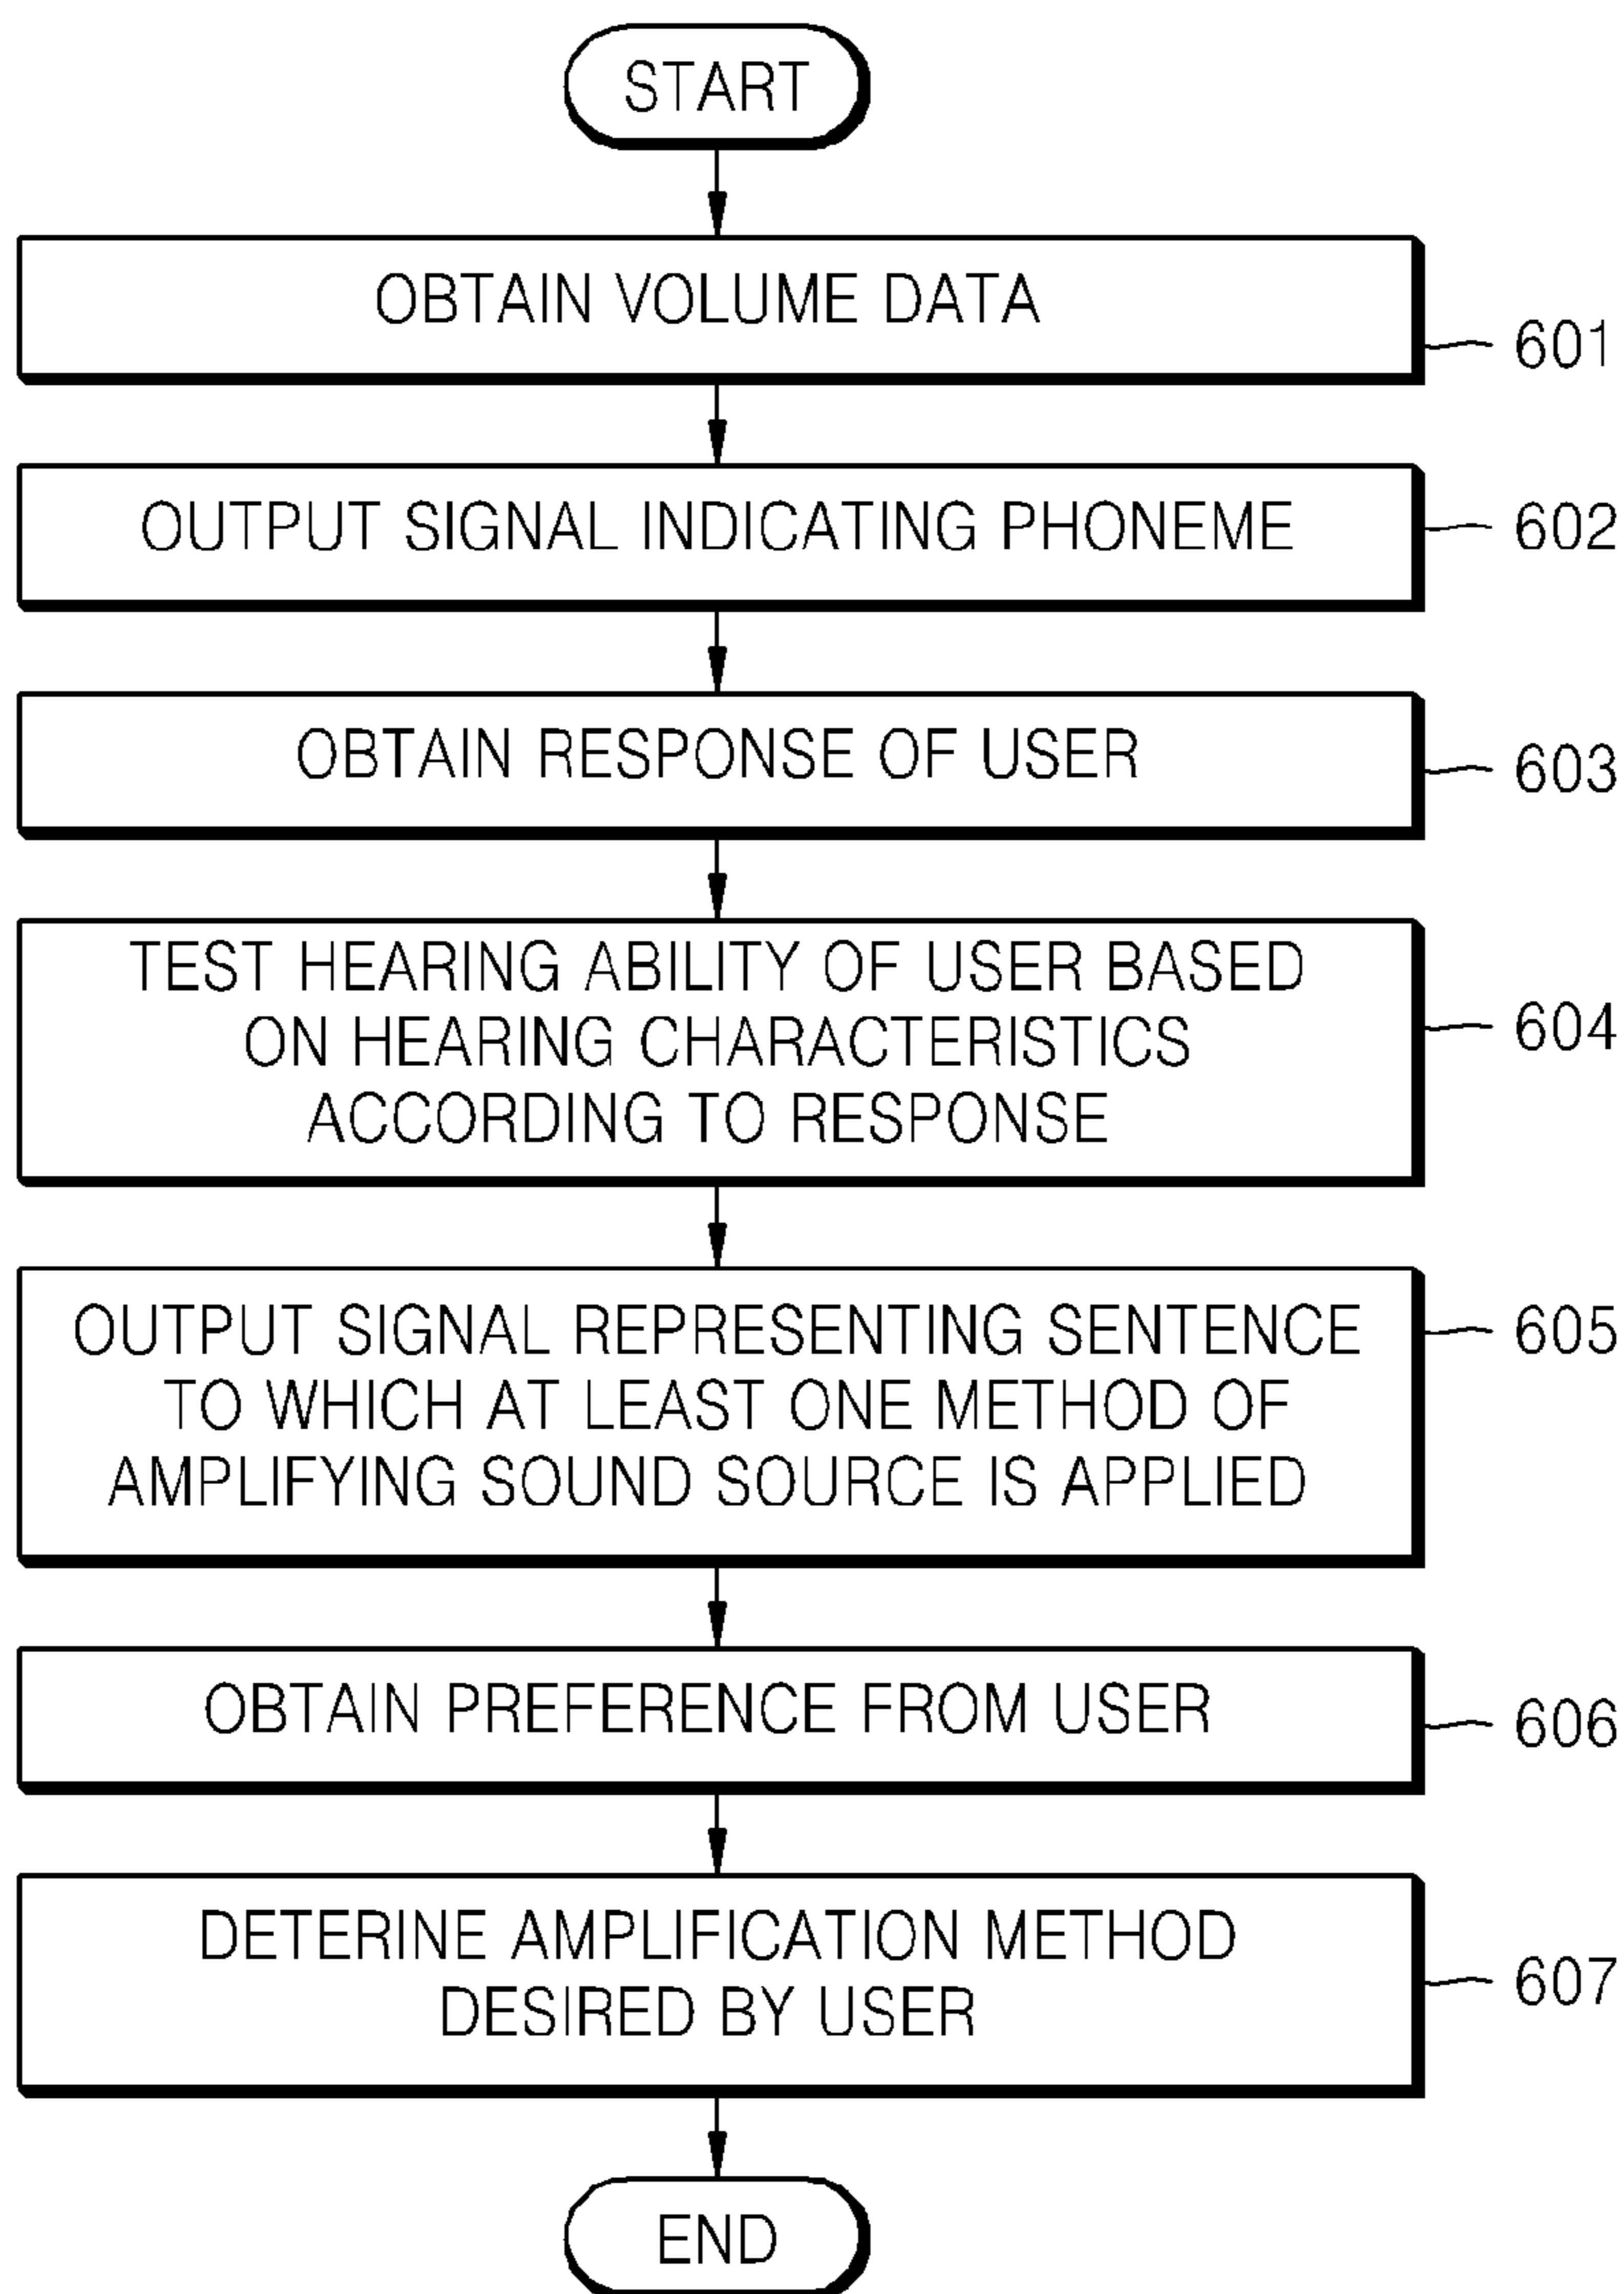 START
OBTAIN VOLUME DATA
601
OUTPUT SIGNAL INDICATING PHONEME
602
OBTAIN RESPONSE OF USER
603
TEST HEARING ABILITY OF USER BASED
ON HEARING CHARACTERISTICS
ACCORDING TO RESPONSE
604
OUTPUT SIGNAL REPRESENTING SENTENCE
TO WHICH AT LEAST ONE METHOD OF
AMPLIFYING SOUND SOURCE IS APPLIED
605
OBTAIN PREFERENCE FROM USER
606
DETERINE AMPLIFICATION METHOD
DESIRED BY USER
607
END